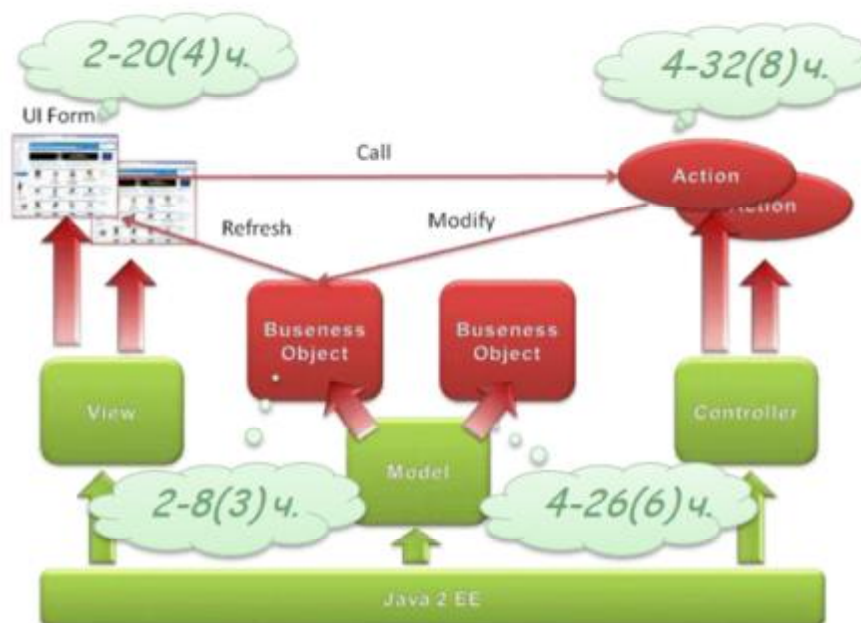 2-20(4) ч.
4-32(8) ч.
UI Form
Call
Action
Action
Refresh
Modify
Buseness
Object
Buseness
Object
View
Controller
Model
2-8(3) ч.
4-26(6) ч.
Java 2 EE